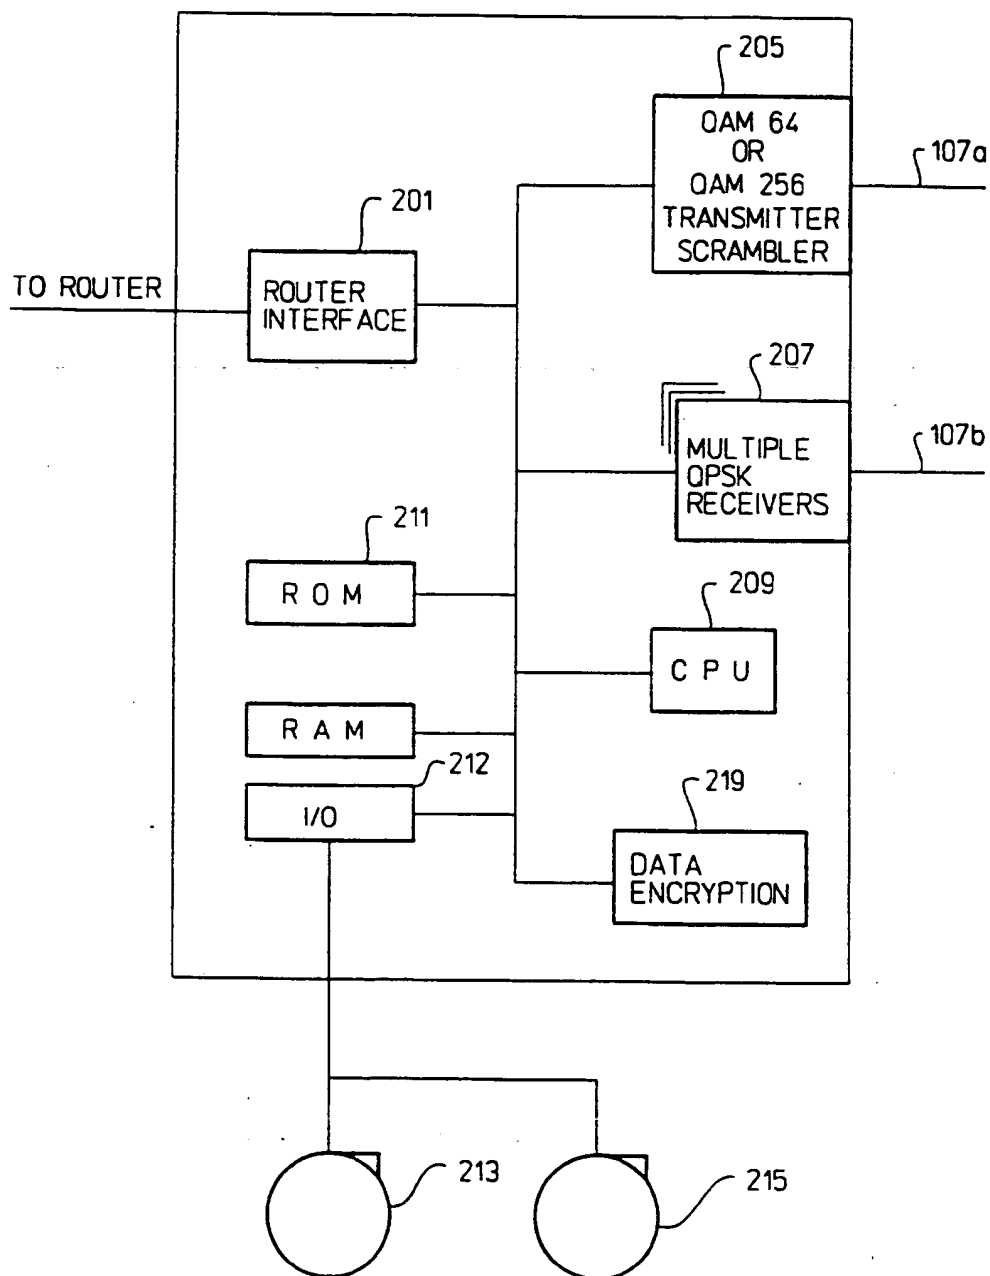 205
QAM 64
OR
QAM 256
TRANSMITTER
SCRAMBLER
107a
201
TO ROUTER
ROUTER
INTERFACE
207
MULTIPLE
QPSK
RECEIVERS
107b
211
ROM
209
CPU
RAM
212
I/O
219
DATA
ENCRYPTION
213
215